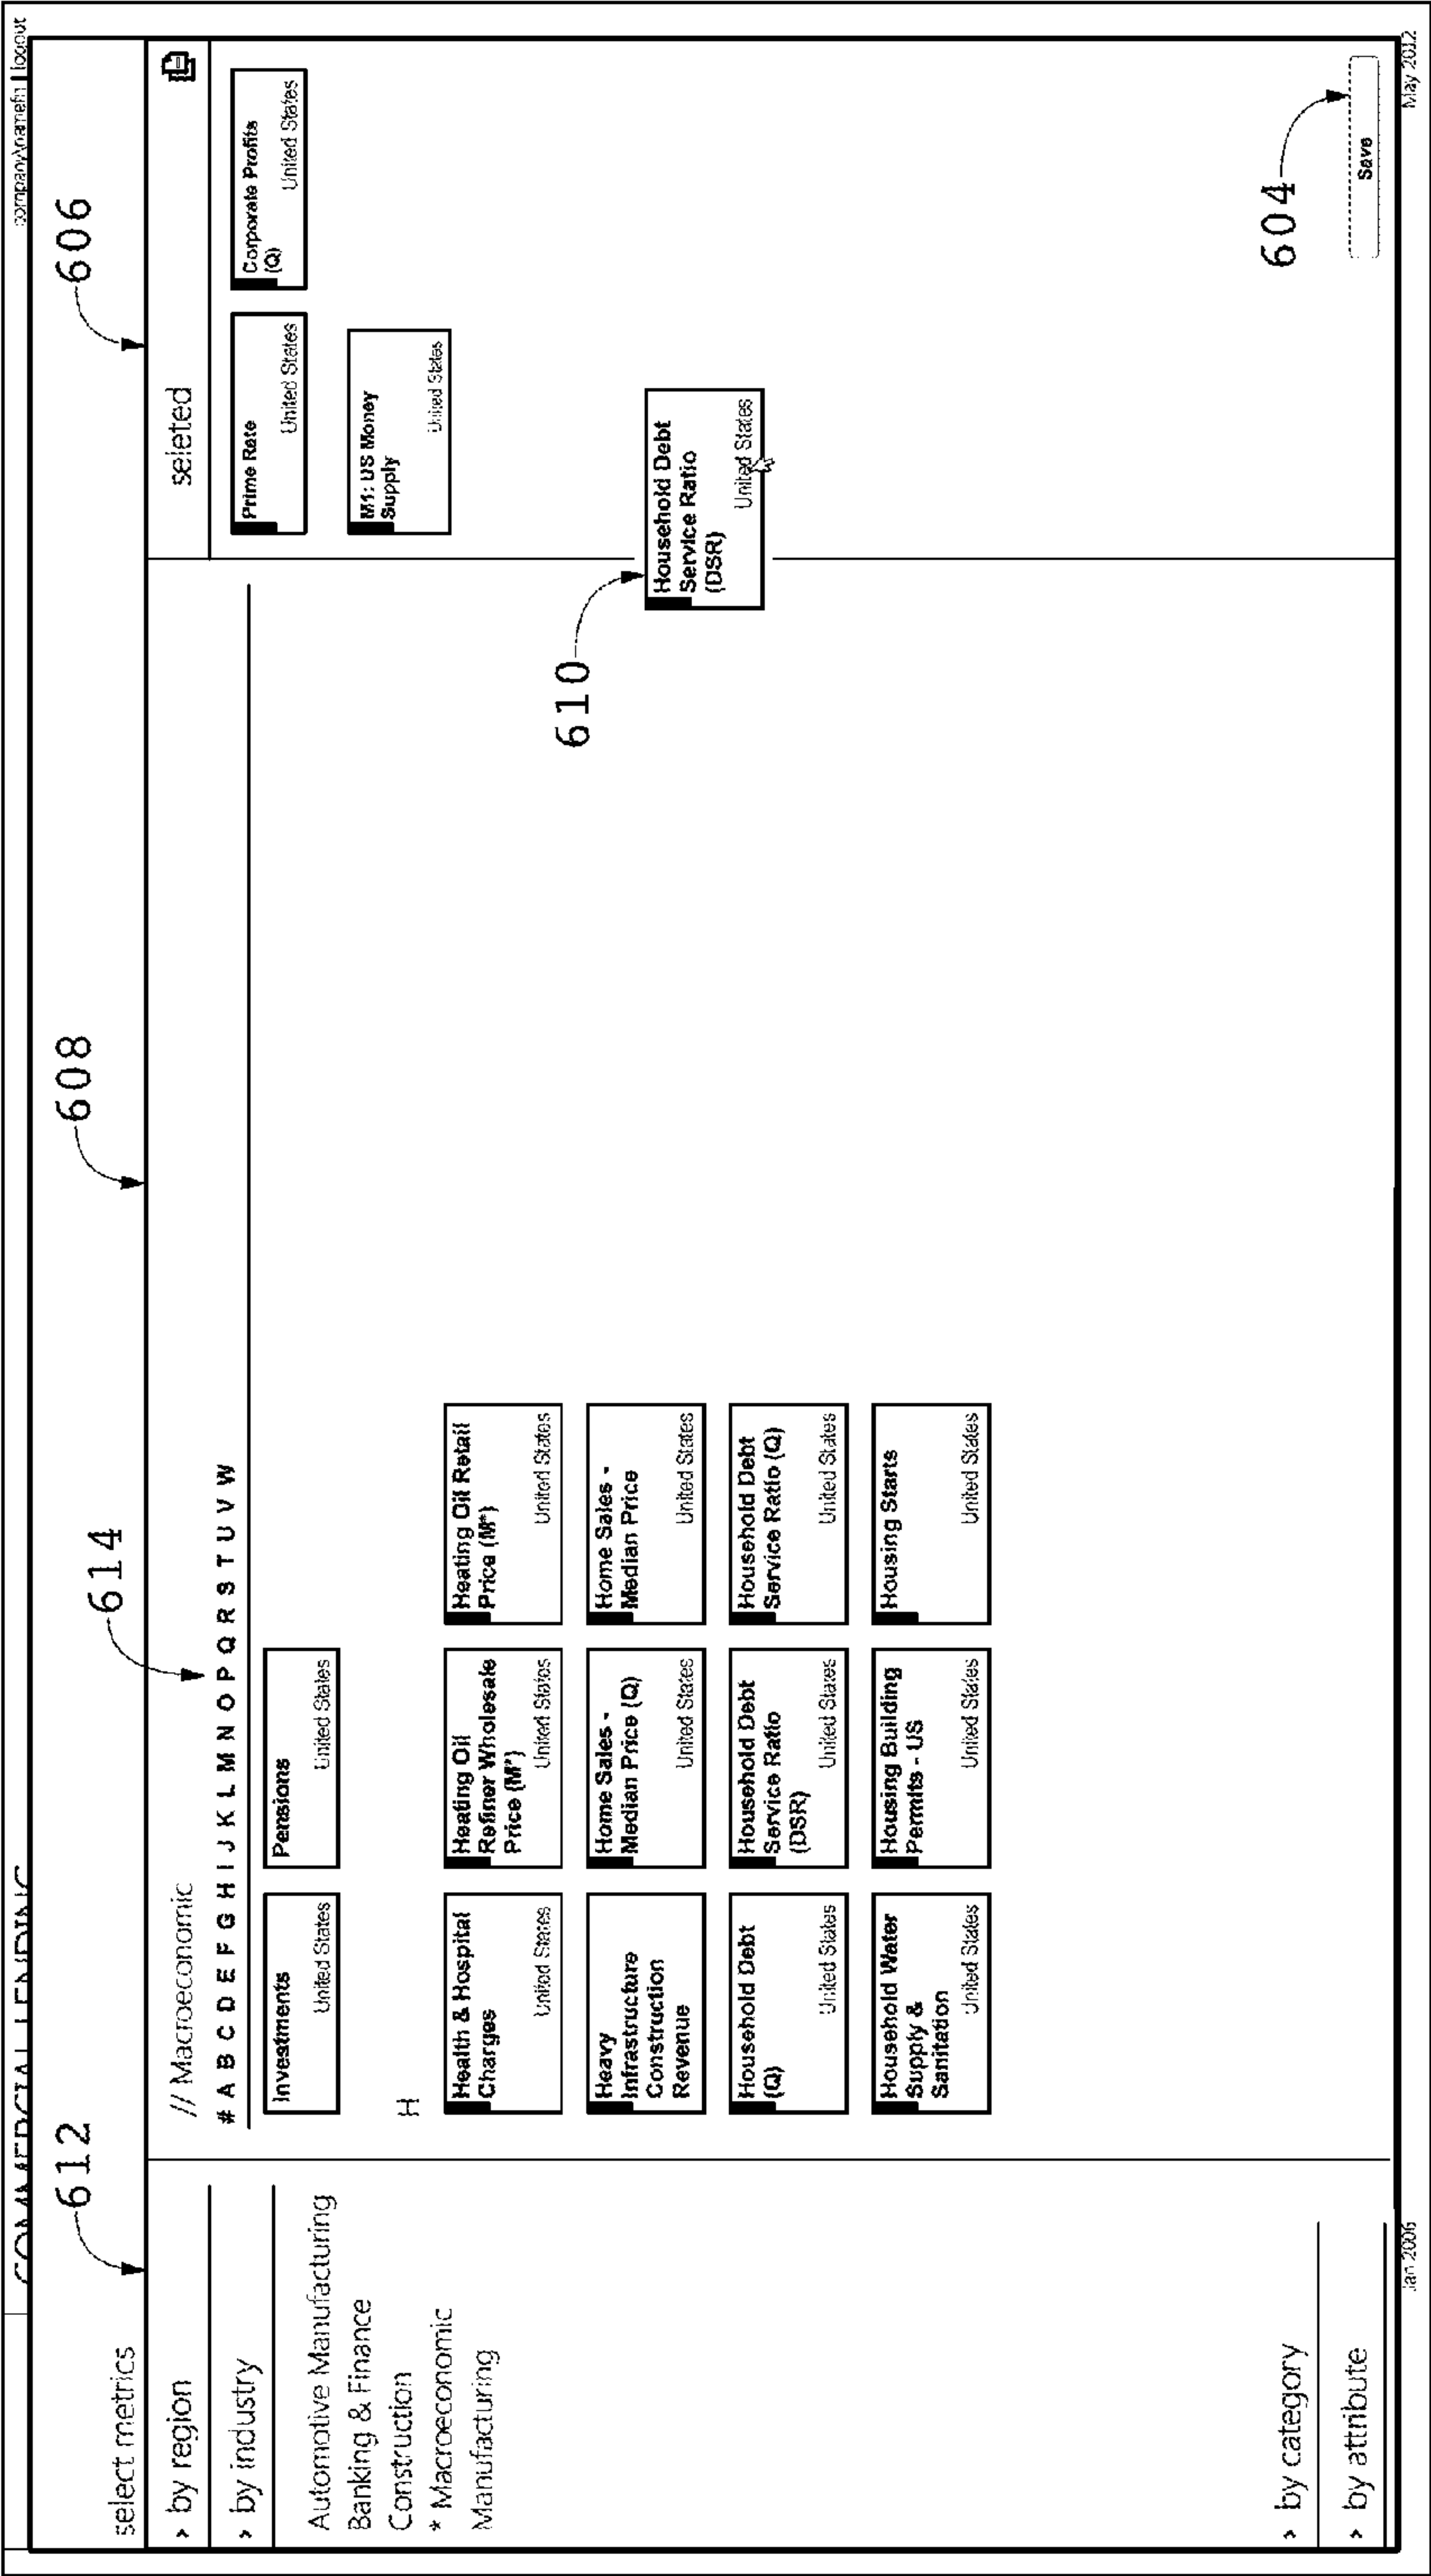 COMMERCIAL LENDING
company\namefn | logout
612
608
606
select metrics
› by region
› by industry
Automotive Manufacturing
Banking & Finance
Construction
* Macroeconomic
Manufacturing
› by category
› by attribute
// Macroeconomic
614
# A B C D E F G H I J K L M N O P Q R S T U V W
Investments
United States
Pensions
United States
H
Health & Hospital
Charges
United States
Heating Oil
Refiner Wholesale
Price (M*)
United States
Heating Oil Retail
Price (M*)
United States
Heavy
Infrastructure
Construction
Revenue
Home Sales -
Median Price (Q)
United States
Home Sales -
Median Price
United States
Household Debt
(Q)
United States
Household Debt
Service Ratio
(DSR)
United States
Household Debt
Service Ratio (Q)
United States
Household Water
Supply &
Sanitation
United States
Housing Building
Permits - US
United States
Housing Starts
United States
610
Household Debt
Service Ratio
(DSR)
United States
seleted
Prime Rate
United States
Corporate Profits
(Q)
United States
M1: US Money
Supply
United States
604
Save
Jan 2006
May 2012